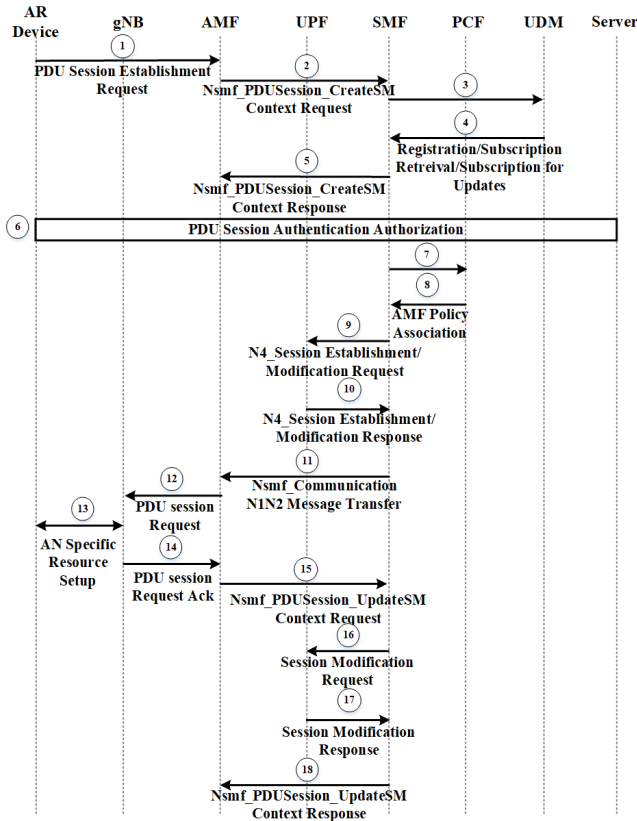 AR
Device
gNB
AMF
UPF
SMF
PCF
UDM
Server
1
PDU Session Establishment
Request
2
Nsmf_PDUSession_CreateSM
Context Request
3
4
Registration/Subscription
Retreival/Subscription for
Updates
5
Nsmf_PDUSession_CreateSM
Context Response
6
PDU Session Authentication Authorization
7
8
AMF Policy
Association
9
N4_Session Establishment/
Modification Request
10
N4_Session Establishment/
Modification Response
11
Nsmf_Communication
N1N2 Message Transfer
12
PDU session
Request
13
AN Specific
Resource
Setup
14
PDU session
Request Ack
15
Nsmf_PDUSession_UpdateSM
Context Request
16
Session Modification
Request
17
Session Modification
Response
18
Nsmf_PDUSession_UpdateSM
Context Response